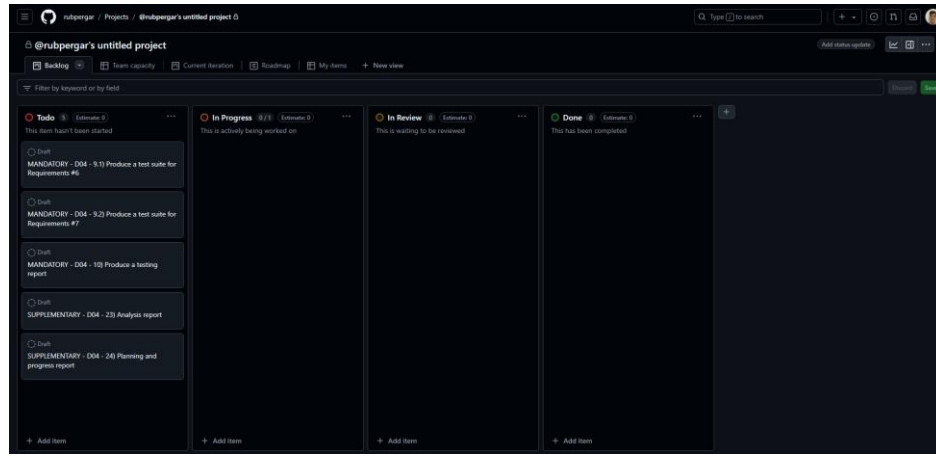 rubpergar / Projects / @rubpergar's untitled project
Type / to search
@rubpergar's untitled project
Add status update
Backlog
Team capacity
Current iteration
Roadmap
My items
+ New view
Filter by keyword or by field
Discard
Save
Todo 5 Estimate: 0
This item hasn't been started
Draft
MANDATORY - D04 - 9.1) Produce a test suite for
Requirements #6
Draft
MANDATORY - D04 - 9.2) Produce a test suite for
Requirements #7
Draft
MANDATORY - D04 - 10) Produce a testing
report
Draft
SUPPLEMENTARY - D04 - 23) Analysis report
Draft
SUPPLEMENTARY - D04 - 24) Planning and
progress report
+ Add item
In Progress Estimate: 0
This is actively being worked on
+ Add item
In Review 0 Estimate: 0
This is waiting to be reviewed
+ Add item
Done 0 Estimate: 0
This has been completed
+ Add item